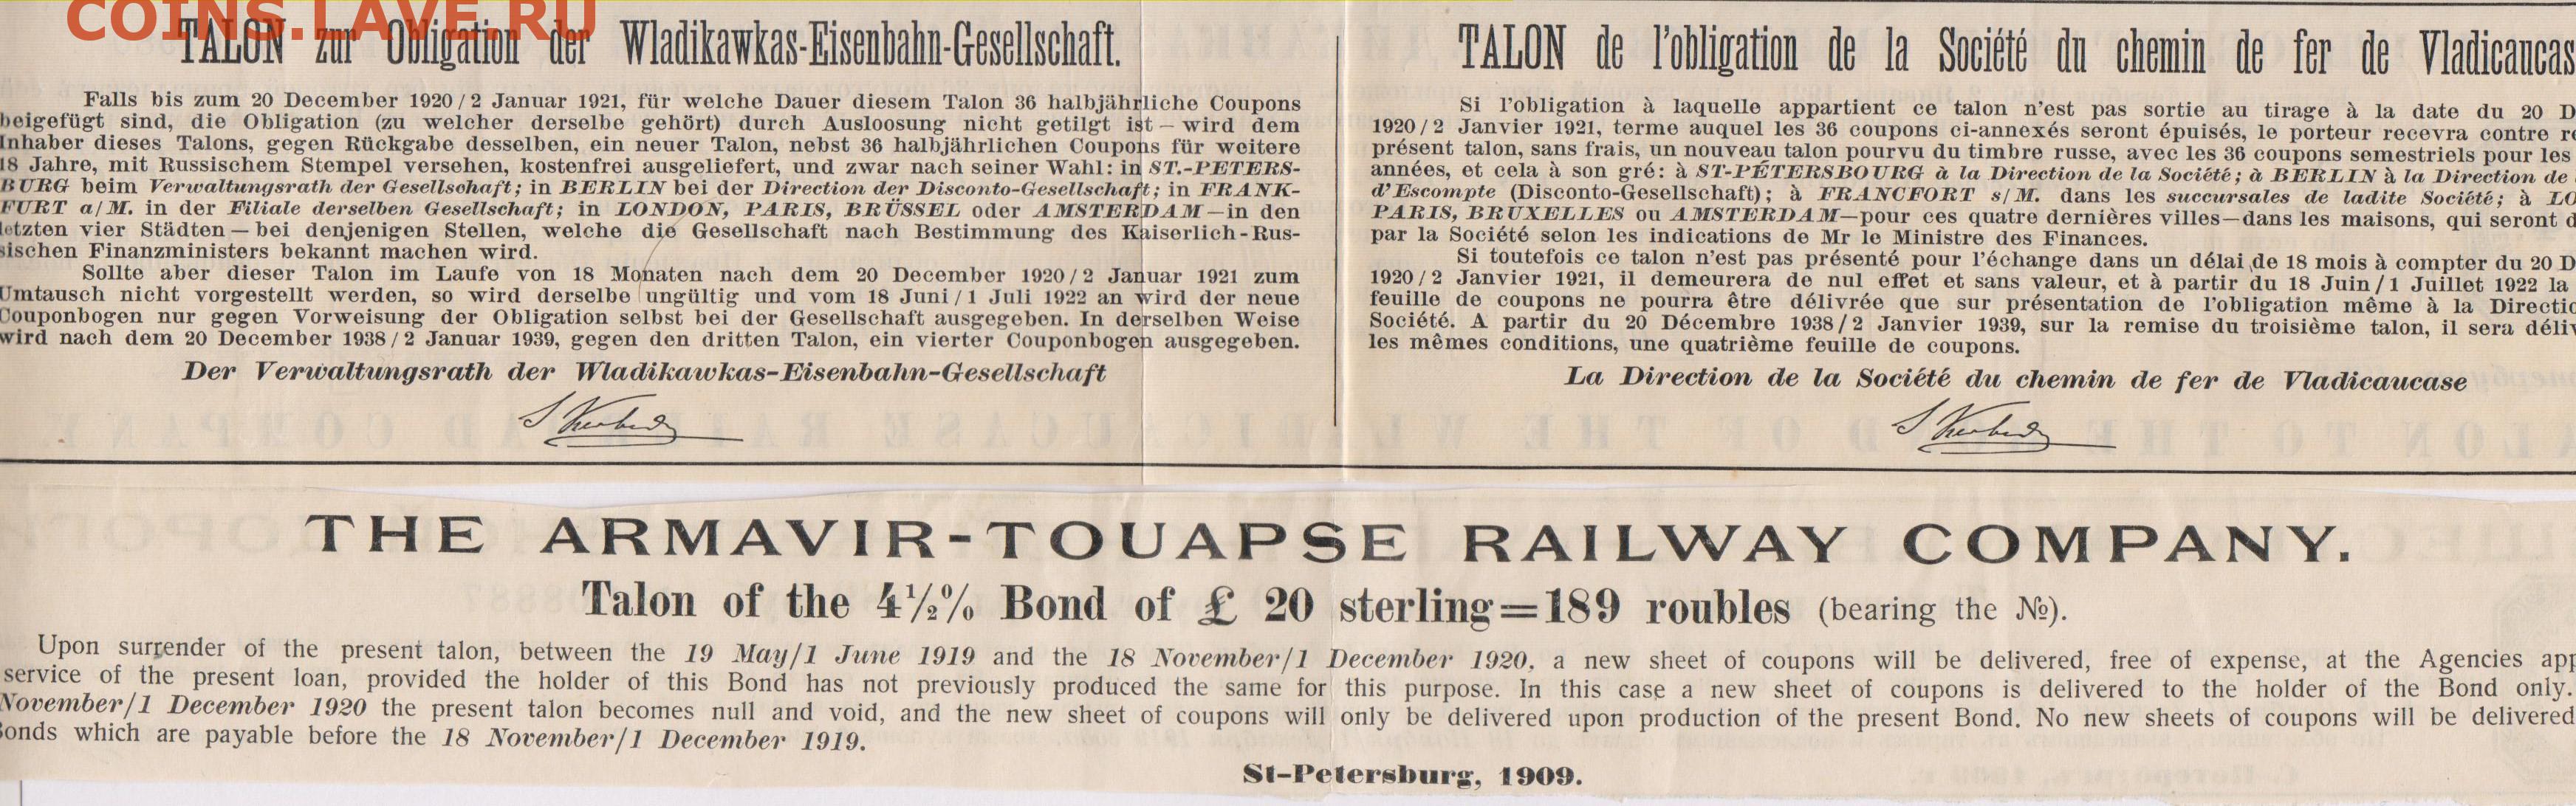 COINS.LAVE.RU
TALON zur Obligation der Wladikawkas-Eisenbahn-Gesellschaft.
Falls bis zum 20 December 1920/2 Januar 1921, für welche Dauer diesem Talon 36 halbjährliche Coupons
beigefügt sind, die Obligation (zu welcher derselbe gehört) durch Ausloosung nicht getilgt ist – wird dem
Inhaber dieses Talons, gegen Rückgabe desselben, ein neuer Talon, nebst 36 halbjährlichen Coupons für weitere
18 Jahre, mit Russischem Stempel versehen, kostenfrei ausgeliefert, und zwar nach seiner Wahl: in ST.-PETERS-
BURG beim Verwaltungsrath der Gesellschaft; in BERLIN bei der Direction der Disconto-Gesellschaft; in FRANK-
FURT a/M. in der Filiale derselben Gesellschaft; in LONDON, PARIS, BRÜSSEL oder AMSTERDAM—in den
letzten vier Städten — bei denjenigen Stellen, welche die Gesellschaft nach Bestimmung des Kaiserlich-Rus-
sischen Finanzministers bekannt machen wird.
Sollte aber dieser Talon im Laufe von 18 Monaten nach dem 20 December 1920/2 Januar 1921 zum
Umtausch nicht vorgestellt werden, so wird derselbe ungültig und vom 18 Juni/1 Juli 1922 an wird der neue
Couponbogen nur gegen Vorweisung der Obligation selbst bei der Gesellschaft ausgegeben. In derselben Weise
wird nach dem 20 December 1938/2 Januar 1939, gegen den dritten Talon, ein vierter Couponbogen ausgegeben.
Der Verwaltungsrath der Wladikawkas-Eisenbahn-Gesellschaft
TALON de l'obligation de la Société du chemin de fer de Vladicaucas
Si l'obligation à laquelle appartient ce talon n'est pas sortie au tirage à la date du 20 D
1920/2 Janvier 1921, terme auquel les 36 coupons ci-annexés seront épuisés, le porteur recevra contre re
présent talon, sans frais, un nouveau talon pourvu du timbre russe, avec les 36 coupons semestriels pour les
années, et cela à son gré: à ST-PÉTERSBOURG à la Direction de la Société; à BERLIN à la Direction de
d'Escompte (Disconto-Gesellschaft); à FRANCFORT s/M. dans les succursales de ladite Société; à LO
PARIS, BRUXELLES ou AMSTERDAM—pour ces quatre dernières villes—dans les maisons, qui seront d
par la Société selon les indications de Mr le Ministre des Finances.
Si toutefois ce talon n'est pas présenté pour l'échange dans un délai de 18 mois à compter du 20 D
1920/2 Janvier 1921, il demeurera de nul effet et sans valeur, et à partir du 18 Juin/1 Juillet 1922 la
feuille de coupons ne pourra être délivrée que sur présentation de l'obligation même à la Directio
Société. A partir du 20 Décembre 1938/2 Janvier 1939, sur la remise du troisième talon, il sera déliv
les mêmes conditions, une quatrième feuille de coupons.
La Direction de la Société du chemin de fer de Vladicaucase
THE ARMAVIR-TOUAPSE RAILWAY COMPANY.
Talon of the 4½% Bond of £ 20 sterling=189 roubles (bearing the №).
Upon surrender of the present talon, between the 19 May/1 June 1919 and the 18 November/1 December 1920, a new sheet of coupons will be delivered, free of expense, at the Agencies app
service of the present loan, provided the holder of this Bond has not previously produced the same for this purpose. In this case a new sheet of coupons is delivered to the holder of the Bond only.
November/1 December 1920 the present talon becomes null and void, and the new sheet of coupons will only be delivered upon production of the present Bond. No new sheets of coupons will be delivered
onds which are payable before the 18 November/1 December 1919.
St-Petersburg, 1909.